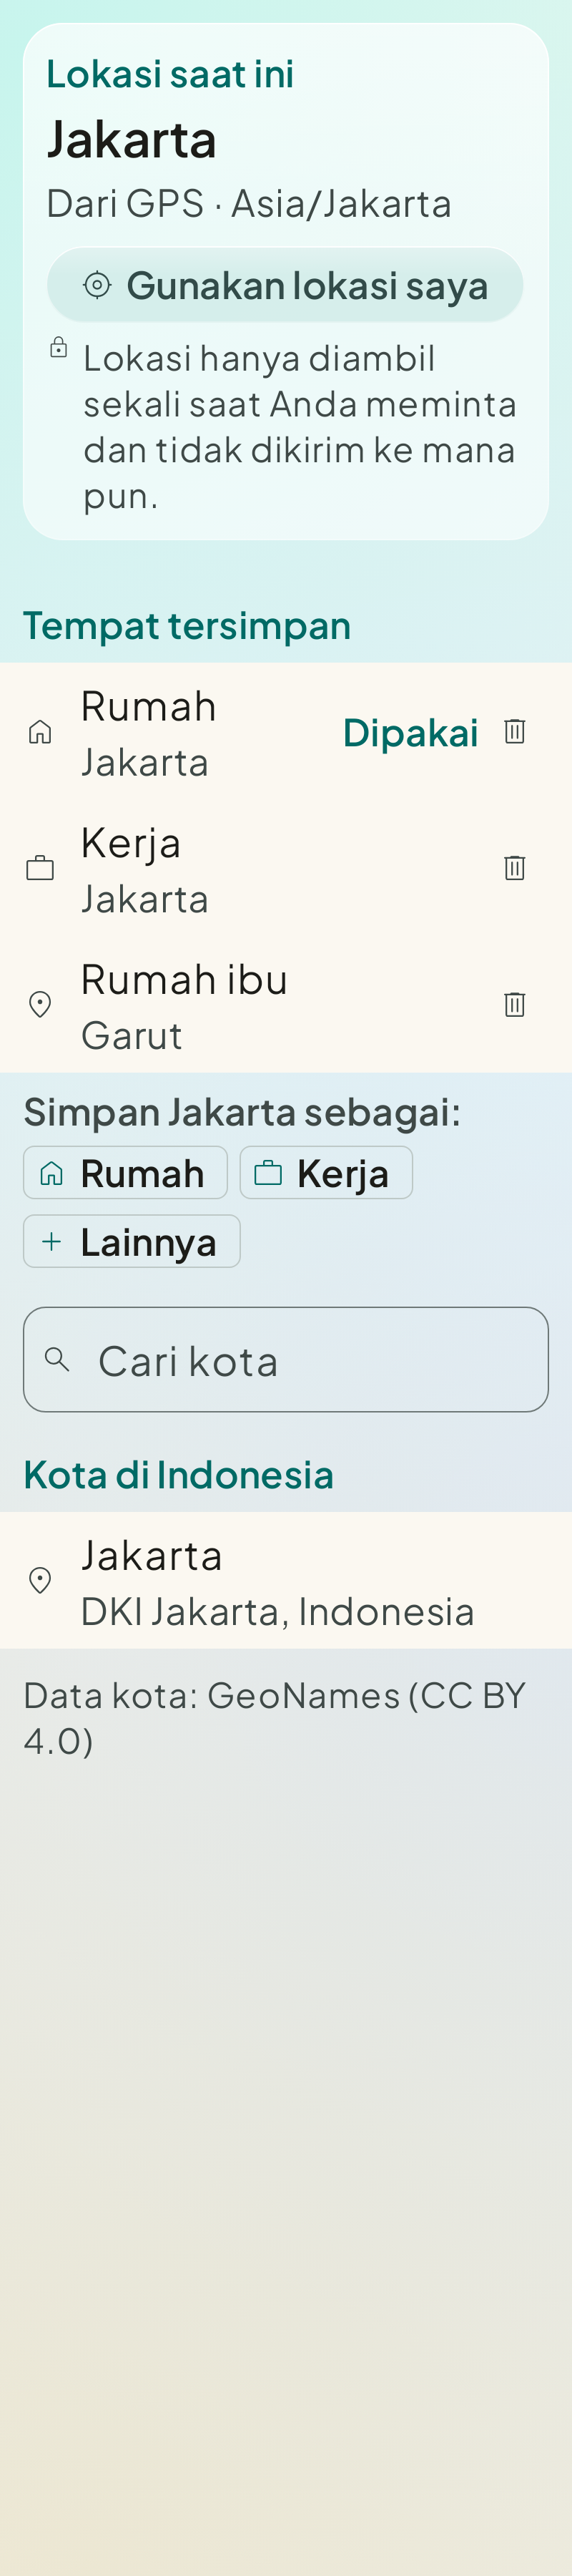 Lokasi saat ini
Jakarta
Dari GPS · Asia/Jakarta
Gunakan lokasi saya
Lokasi hanya diambil
sekali saat Anda meminta
dan tidak dikirim ke mana
pun.
Tempat tersimpan
Rumah
Jakarta
Dipakai
Kerja
Jakarta
Rumah ibu
Garut
Simpan Jakarta sebagai:
Rumah
Kerja
Lainnya
Cari kota
Kota di Indonesia
Jakarta
DKI Jakarta, Indonesia
Data kota: GeoNames (CC BY
4.0)